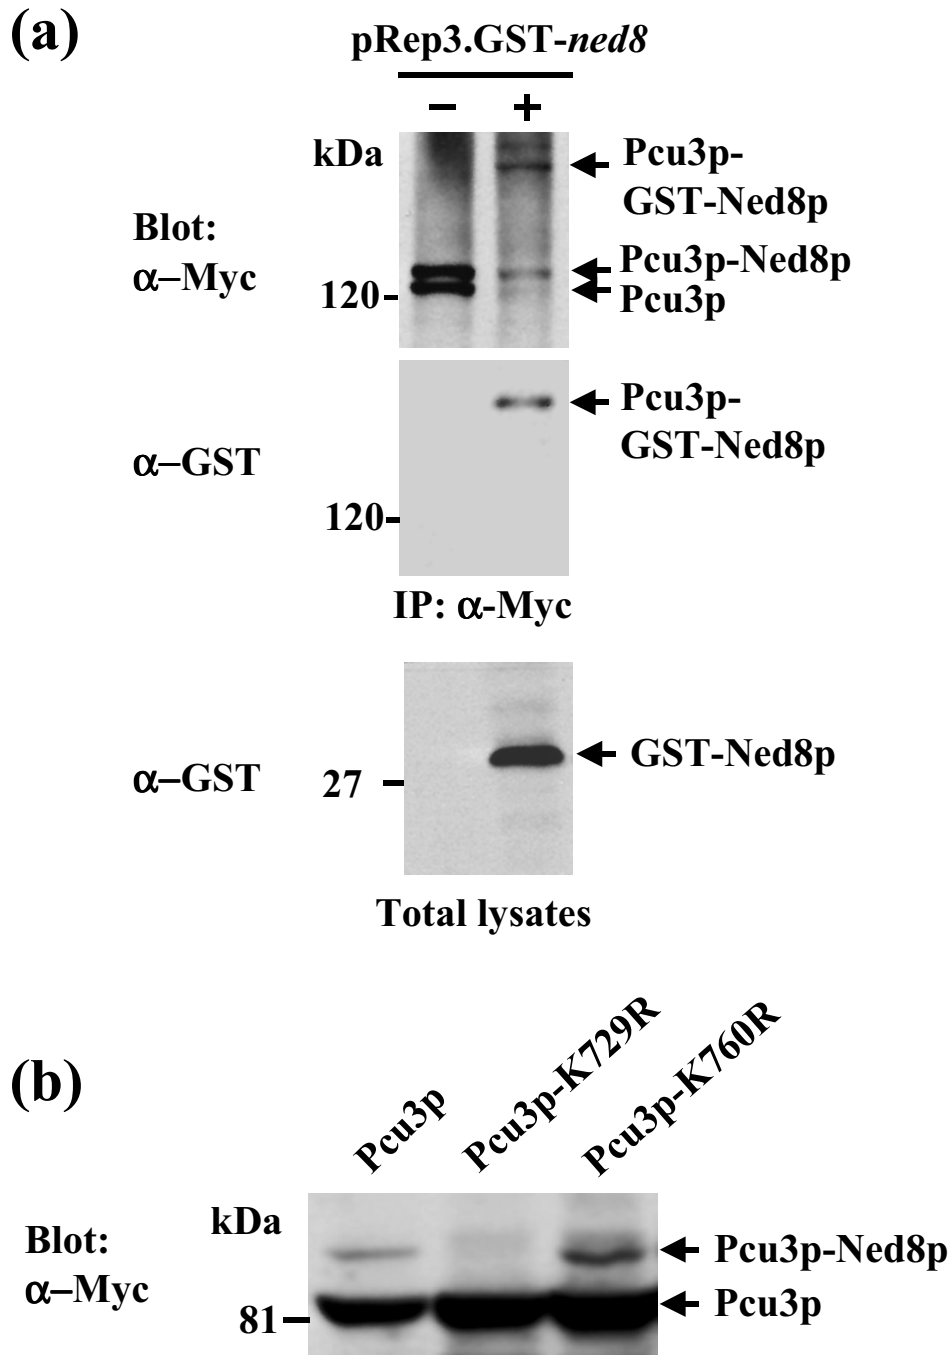 (a)
pRep3.GST-ned8
− +
kDa
Pcu3p-
GST-Ned8p
Blot:
α–Myc
Pcu3p-Ned8p
120
Pcu3p
Pcu3p-
GST-Ned8p
α–GST
120
IP: α-Myc
GST-Ned8p
α–GST
27
Total lysates
(b)
Pcu3p
Pcu3p-K729R
Pcu3p-K760R
kDa
Blot:
α–Myc
Pcu3p-Ned8p
81
Pcu3p